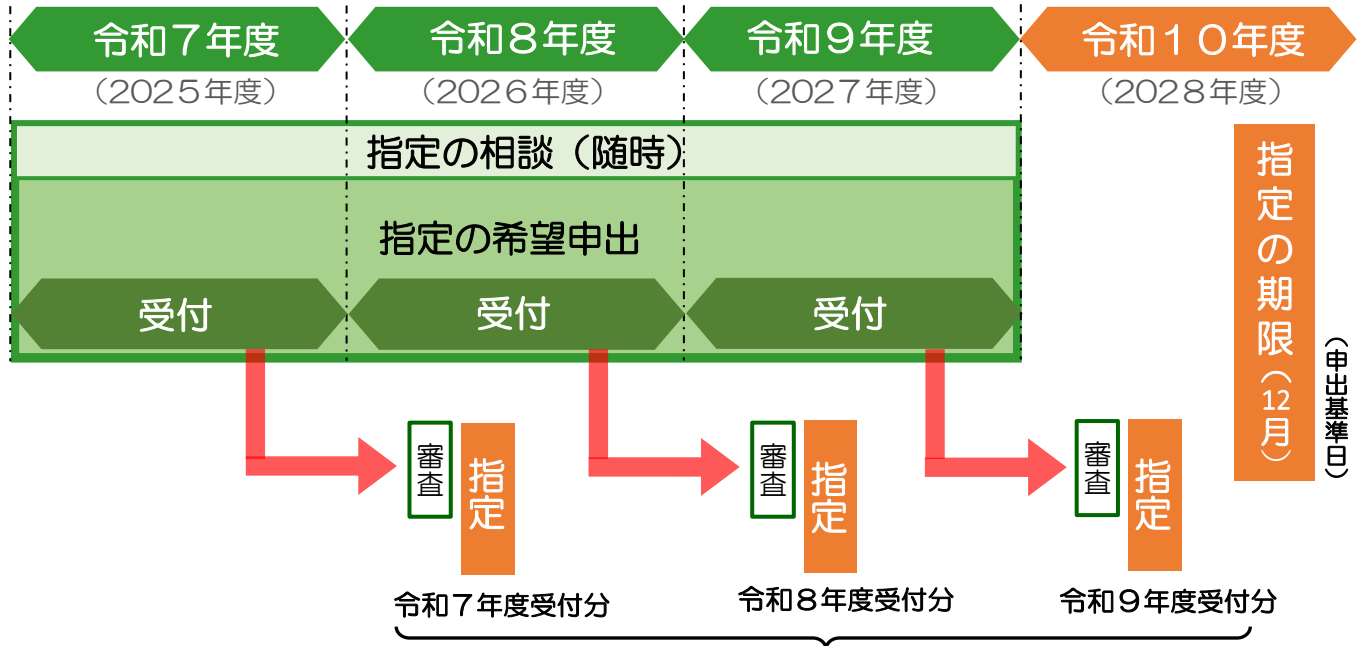 令和７年度
令和８年度
令和９年度
令和１０年度
（2025年度）
（2026年度）
（2027年度）
（2028年度）
指定の相談（随時）
指定の希望申出
受付
受付
受付
指定の期限（12月）
（申出基準日）
審査
指定
審査
指定
審査
指定
令和７年度受付分
令和８年度受付分
令和９年度受付分